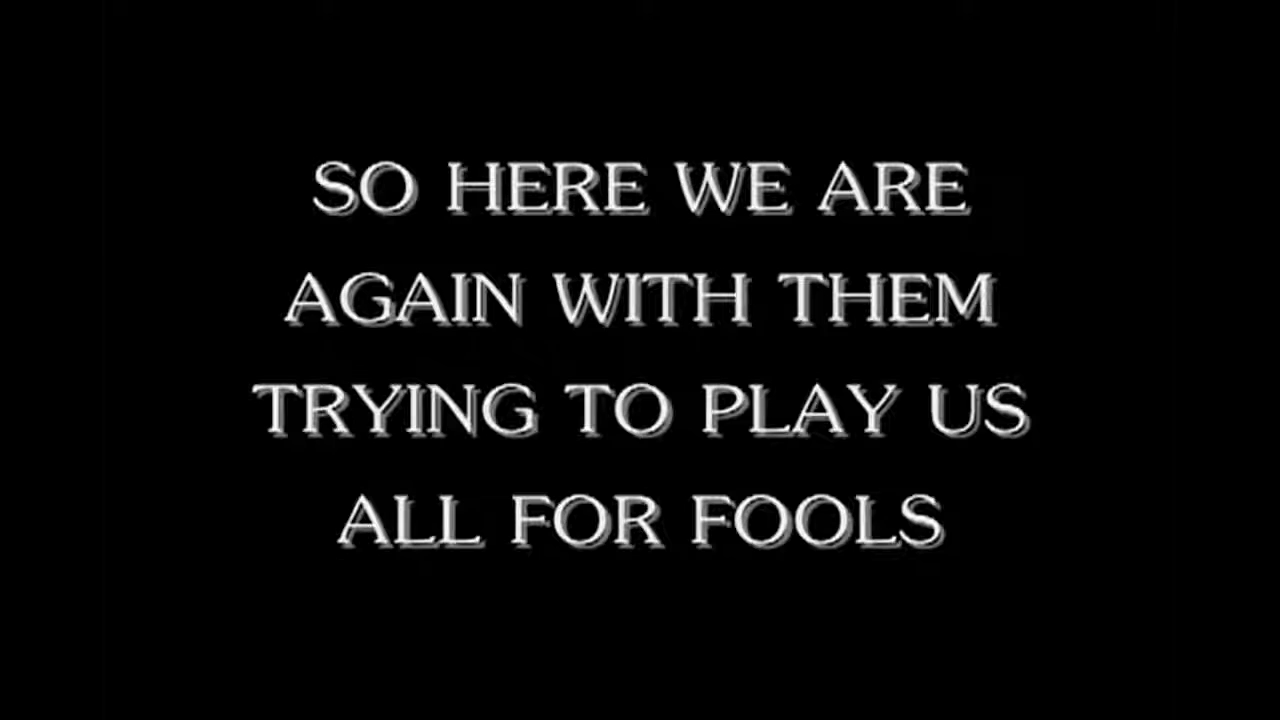 SO HERE WE ARE
AGAIN WITH THEM
TRYING TO PLAY US
ALL FOR FOOLS